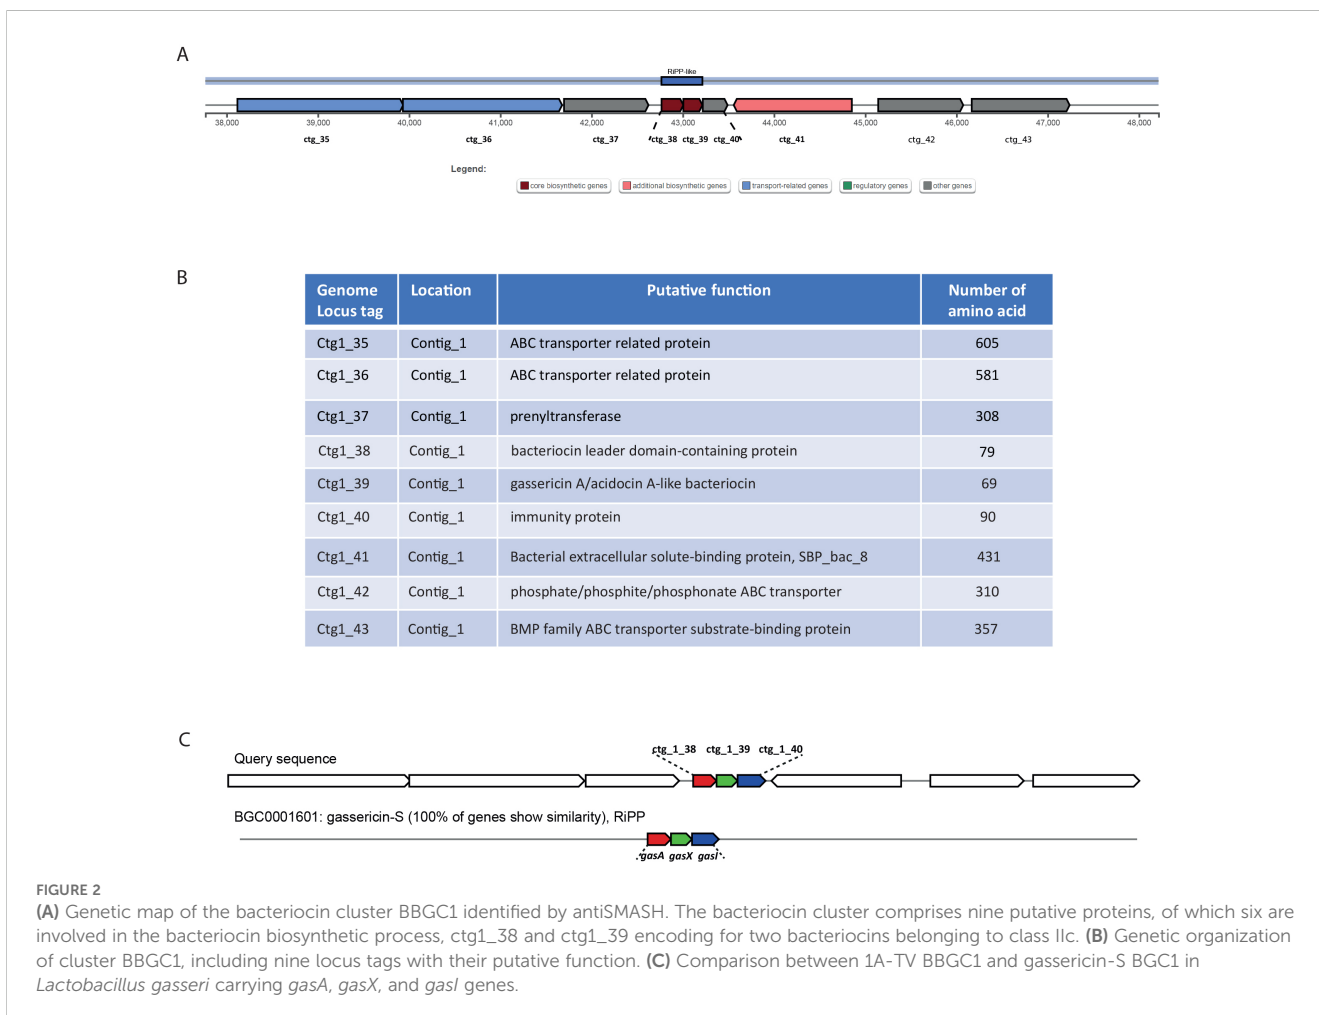 A
RiPP-like
38,000 39,000 40,000 41,000 42,000 43,000 44,000 45,000 46,000 47,000 48,000
ctg_35 ctg_36 ctg_37 ctg_38 ctg_39 ctg_40 ctg_41 ctg_42 ctg_43
Legend:
core biosynthetic genes additional biosynthetic genes transport-related genes regulatory genes other genes
B
Genome Locus tag Location Putative function Number of amino acid
Ctg1_35 Contig_1 ABC transporter related protein 605
Ctg1_36 Contig_1 ABC transporter related protein 581
Ctg1_37 Contig_1 prenyltransferase 308
Ctg1_38 Contig_1 bacteriocin leader domain-containing protein 79
Ctg1_39 Contig_1 gassericin A/acidocin A-like bacteriocin 69
Ctg1_40 Contig_1 immunity protein 90
Ctg1_41 Contig_1 Bacterial extracellular solute-binding protein, SBP_bac_8 431
Ctg1_42 Contig_1 phosphate/phosphite/phosphonate ABC transporter 310
Ctg1_43 Contig_1 BMP family ABC transporter substrate-binding protein 357
C
ctg_1_38 ctg_1_39 ctg_1_40
Query sequence
BGC0001601: gassericin-S (100% of genes show similarity), RiPP
gasA gasX gasI
FIGURE 2
(A) Genetic map of the bacteriocin cluster BBGC1 identified by antiSMASH. The bacteriocin cluster comprises nine putative proteins, of which six are
involved in the bacteriocin biosynthetic process, ctg1_38 and ctg1_39 encoding for two bacteriocins belonging to class IIc. (B) Genetic organization
of cluster BBGC1, including nine locus tags with their putative function. (C) Comparison between 1A-TV BBGC1 and gassericin-S BGC1 in
Lactobacillus gasseri carrying gasA, gasX, and gasI genes.